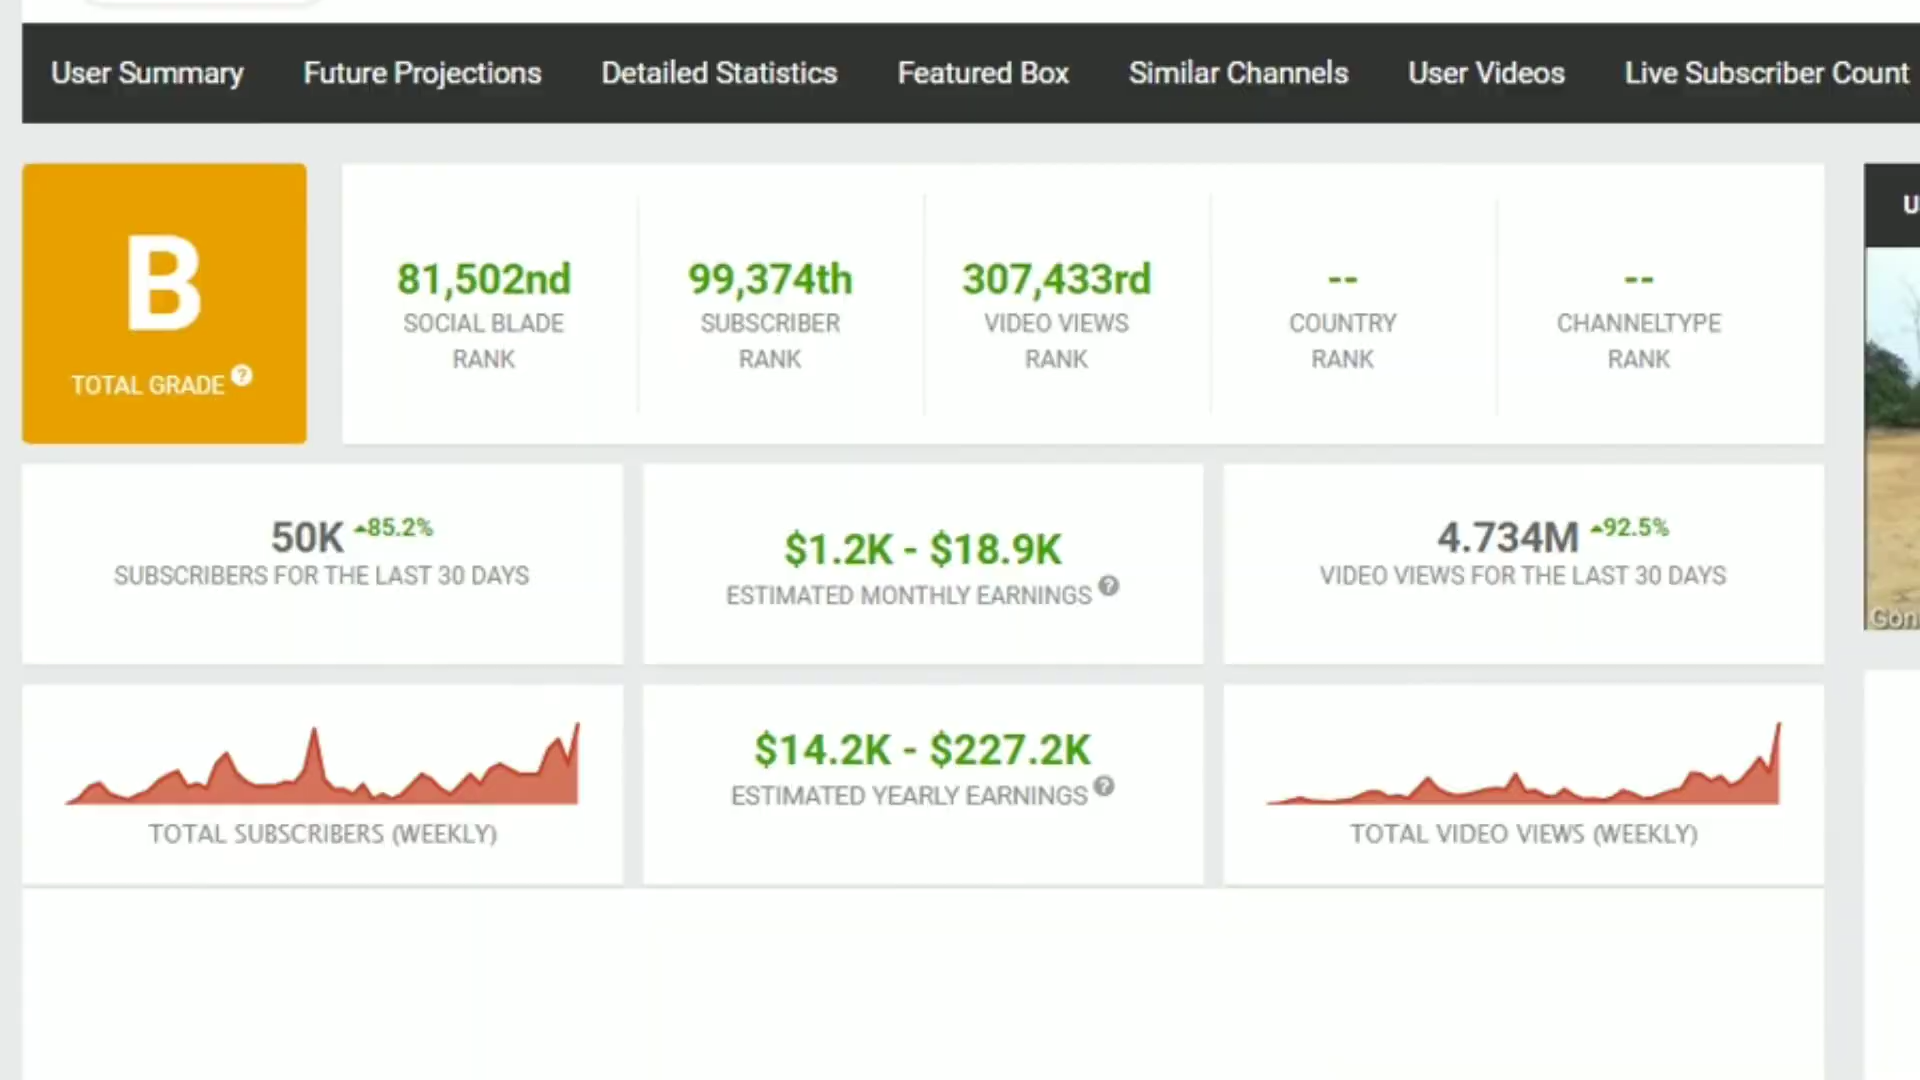 User Summary Future Projections Detailed Statistics Featured Box Similar Channels User Videos Live Subscriber Count
B
TOTAL GRADE ?
81,502nd
SOCIAL BLADE
RANK
99,374th
SUBSCRIBER
RANK
307,433rd
VIDEO VIEWS
RANK
--
COUNTRY
RANK
--
CHANNELTYPE
RANK
U
50K 85.2%
SUBSCRIBERS FOR THE LAST 30 DAYS
$1.2K - $18.9K
ESTIMATED MONTHLY EARNINGS ?
4.734M 92.5%
VIDEO VIEWS FOR THE LAST 30 DAYS
Gon
TOTAL SUBSCRIBERS (WEEKLY)
$14.2K - $227.2K
ESTIMATED YEARLY EARNINGS ?
TOTAL VIDEO VIEWS (WEEKLY)